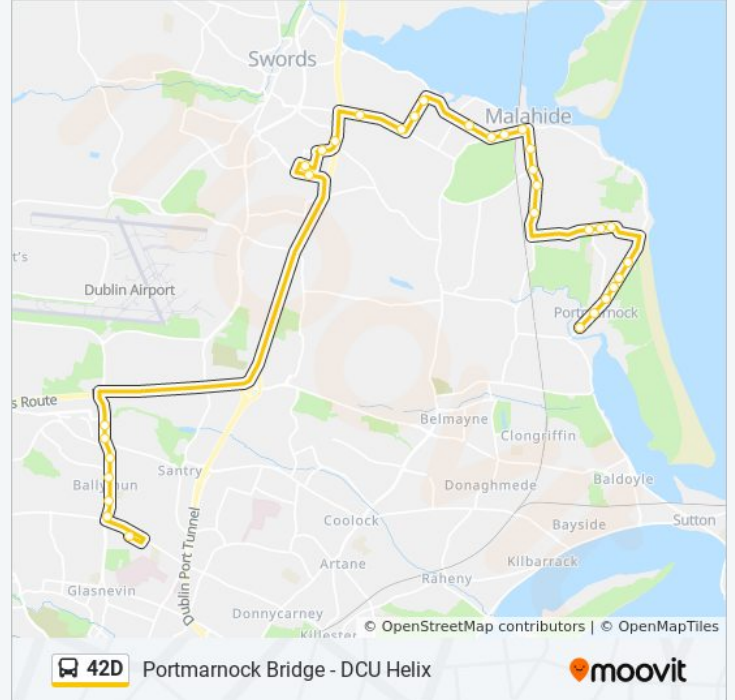 Swords
Malahide
t's
Dublin Airport
Portmarnock
s Route
Belmayne
Clongriffin
Santry
Ballymun
Donaghmede
Baldoyle
Dublin Port Tunnel
Coolock
Bayside
Sutton
Artane
Kilbarrack
Raheny
Glasnevin
Donnycarney
Killester
© OpenStreetMap contributors | © OpenMapTiles
42D Portmarnock Bridge - DCU Helix moovit